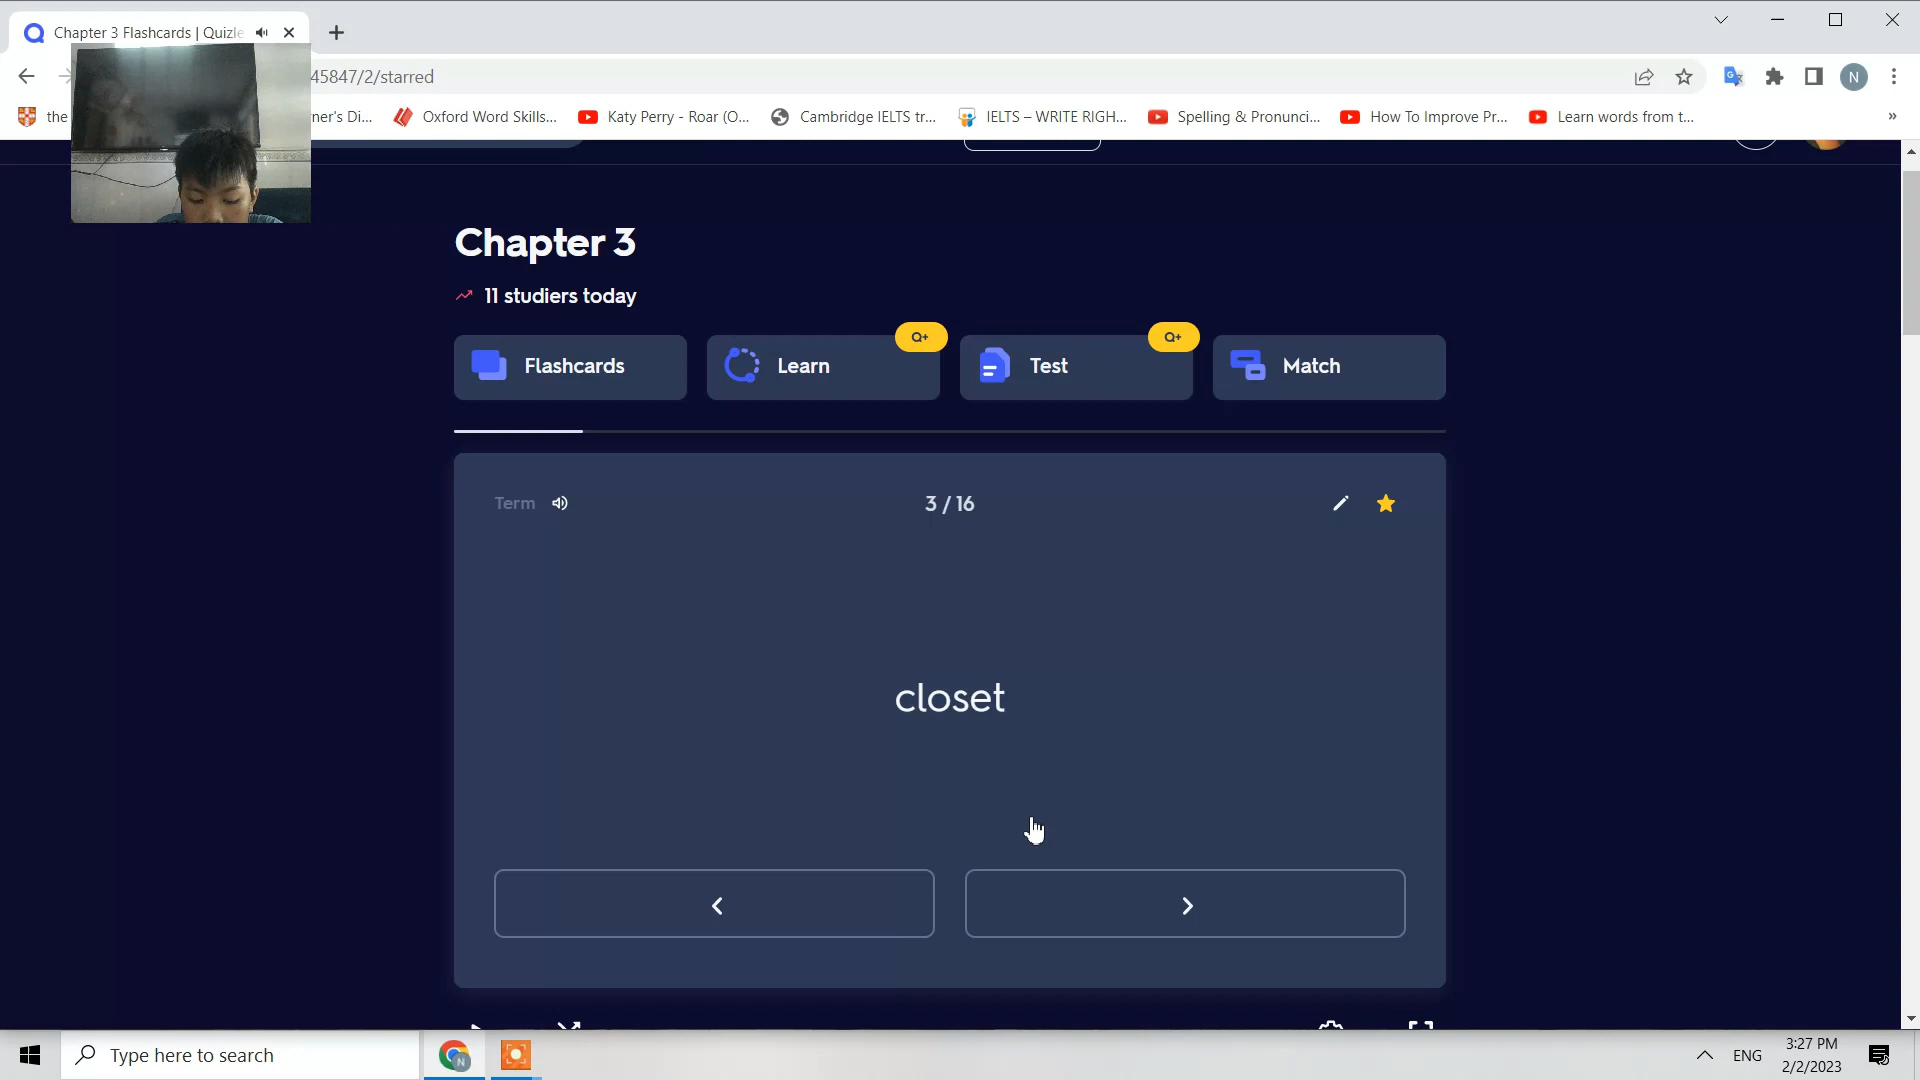 Chapter 3 Flashcards | Quizle
45847/2/starred
N
the
ner's Di...
Oxford Word Skills...
Katy Perry - Roar (O...
Cambridge IELTS tr...
IELTS – WRITE RIGH...
Spelling & Pronunci...
How To Improve Pr...
Learn words from t...
»
Chapter 3
11 studiers today
Q+
Q+
Flashcards
Learn
Test
Match
Term
3 / 16
closet
Type here to search
N
ENG
3:27 PM
2/2/2023